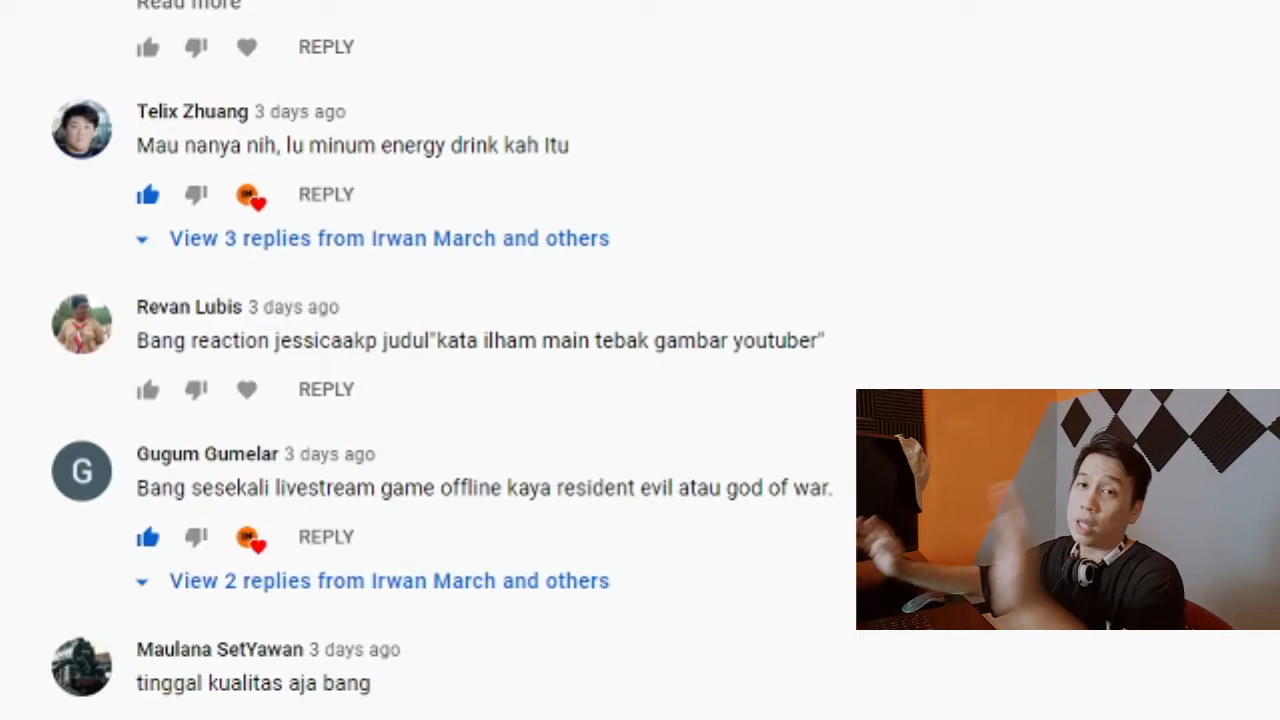 Read more
REPLY
Telix Zhuang 3 days ago
Mau nanya nih, lu minum energy drink kah Itu
REPLY
View 3 replies from Irwan March and others
Revan Lubis 3 days ago
Bang reaction jessicaakp judul"kata ilham main tebak gambar youtuber"
REPLY
G
Gugum Gumelar 3 days ago
Bang sesekali livestream game offline kaya resident evil atau god of war.
REPLY
View 2 replies from Irwan March and others
Maulana SetYawan 3 days ago
tinggal kualitas aja bang